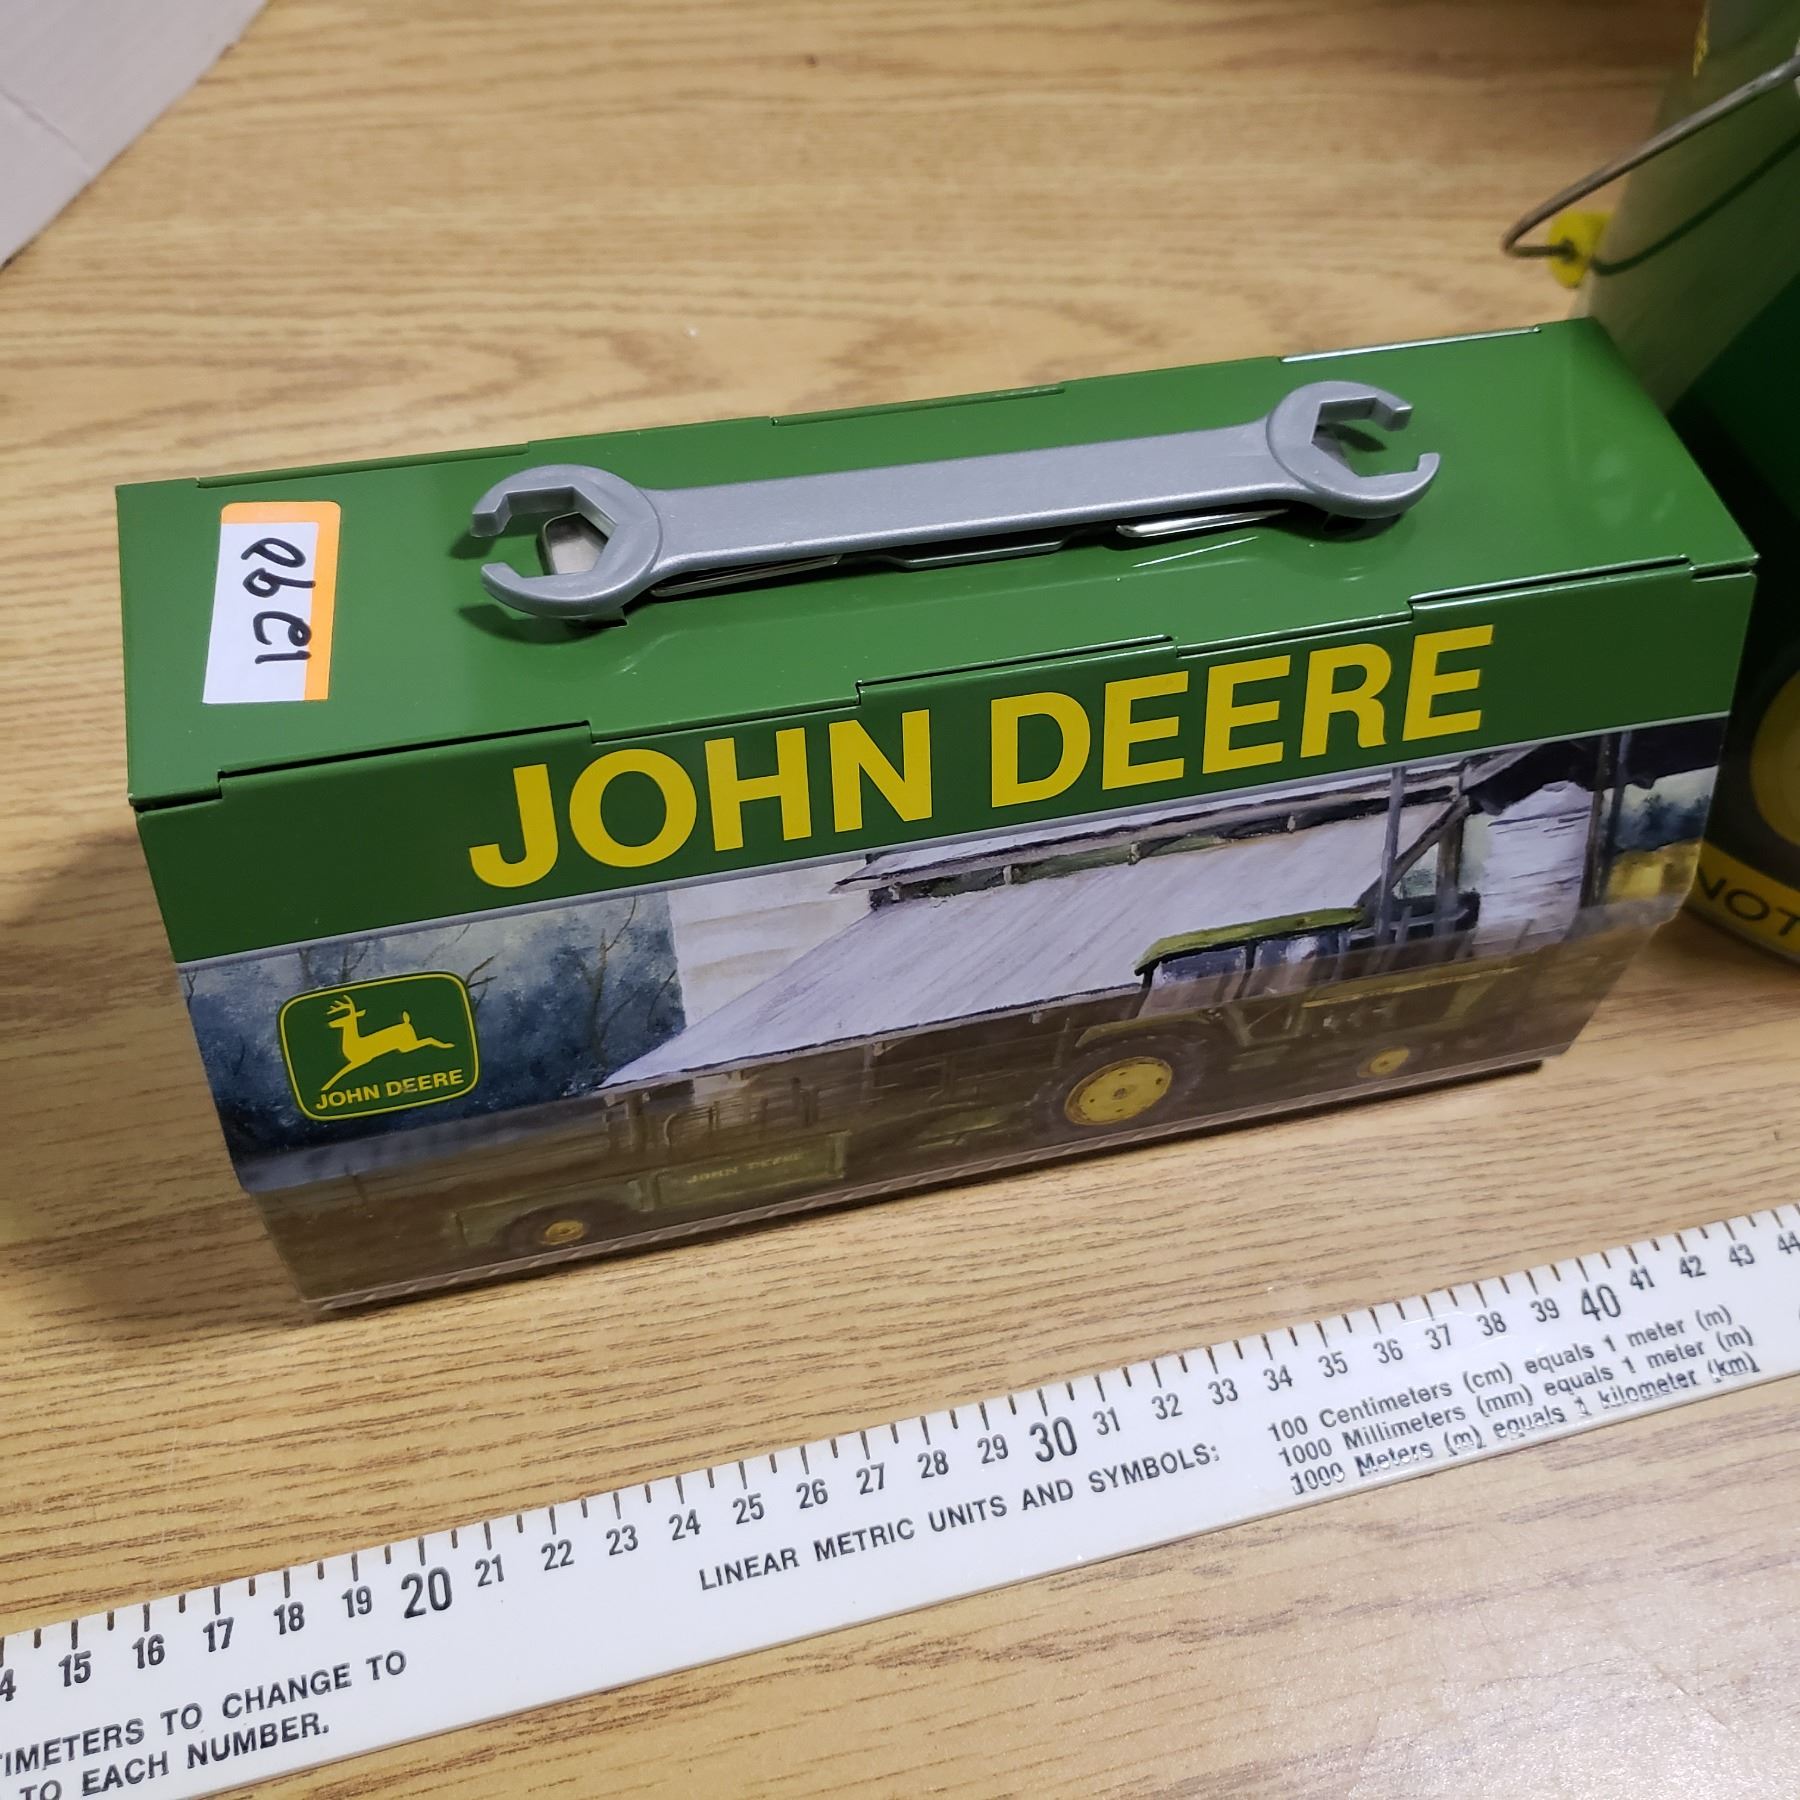 JOHN DEERE
JOHN DEERE
JOHN DEERE
NOT
15 16 17 18 19 20 21 22 23 24 25 26 27 28 29 30 31 32 33 34 35 36 37 38 39 40 41 42 43 44
TIMETERS TO CHANGE TO
TO EACH NUMBER.
LINEAR METRIC UNITS AND SYMBOLS:
100 Centimeters (cm) equals 1 meter (m)
1000 Millimeters (mm) equals 1 meter (m)
1000 Meters (m) equals 1 kilometer (km)